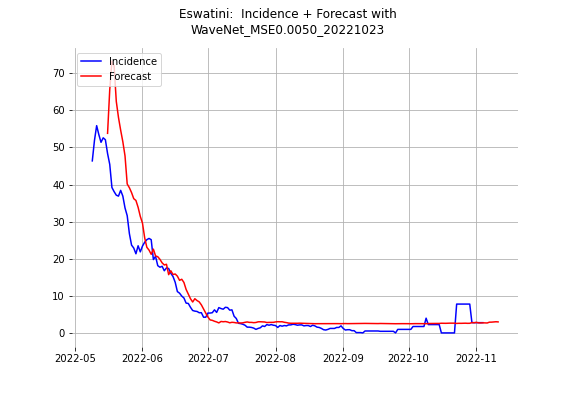 Eswatini:  Incidence + Forecast with
WaveNet_MSE0.0050_20221023
Incidence
Forecast
70
60
50
40
30
20
10
0
2022-05 2022-06 2022-07 2022-08 2022-09 2022-10 2022-11